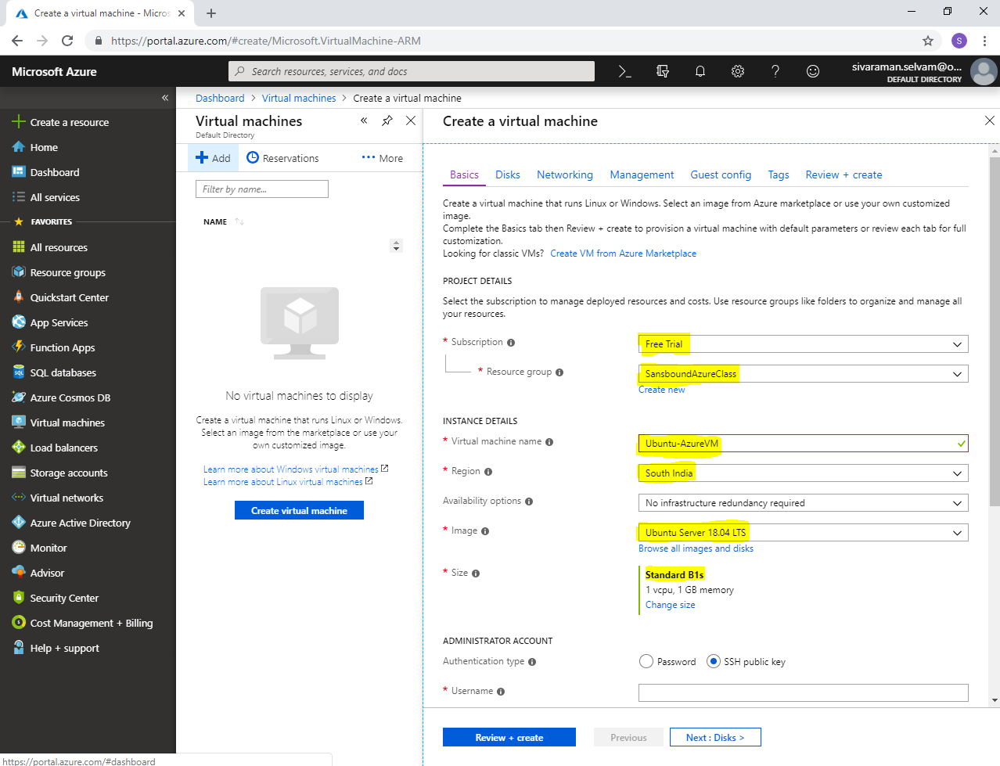 Create a virtual machine - Micros
https://portal.azure.com/#create/Microsoft.VirtualMachine-ARM
S
Microsoft Azure
Search resources, services, and docs
sivaraman.selvam@o...
DEFAULT DIRECTORY
Create a resource
Home
Dashboard
All services
FAVORITES
All resources
Resource groups
Quickstart Center
App Services
Function Apps
SQL databases
Azure Cosmos DB
Virtual machines
Load balancers
Storage accounts
Virtual networks
Azure Active Directory
Monitor
Advisor
Security Center
Cost Management + Billing
Help + support
https://portal.azure.com/#dashboard
Dashboard > Virtual machines > Create a virtual machine
Virtual machines
Default Directory
Add
Reservations
More
Filter by name...
NAME
No virtual machines to display
Create a virtual machine that runs Linux or Windows.
Select an image from the marketplace or use your
own customized image.
Learn more about Windows virtual machines
Learn more about Linux virtual machines
Create virtual machine
Create a virtual machine
Basics Disks Networking Management Guest config Tags Review + create
Create a virtual machine that runs Linux or Windows. Select an image from Azure marketplace or use your own customized
image.
Complete the Basics tab then Review + create to provision a virtual machine with default parameters or review each tab for full
customization.
Looking for classic VMs? Create VM from Azure Marketplace
PROJECT DETAILS
Select the subscription to manage deployed resources and costs. Use resource groups like folders to organize and manage all
your resources.
* Subscription
Free Trial
* Resource group
SansboundAzureClass
Create new
INSTANCE DETAILS
* Virtual machine name
Ubuntu-AzureVM
* Region
South India
Availability options
No infrastructure redundancy required
* Image
Ubuntu Server 18.04 LTS
Browse all images and disks
* Size
Standard B1s
1 vcpu, 1 GB memory
Change size
ADMINISTRATOR ACCOUNT
Authentication type
Password SSH public key
* Username
Review + create
Previous
Next : Disks >